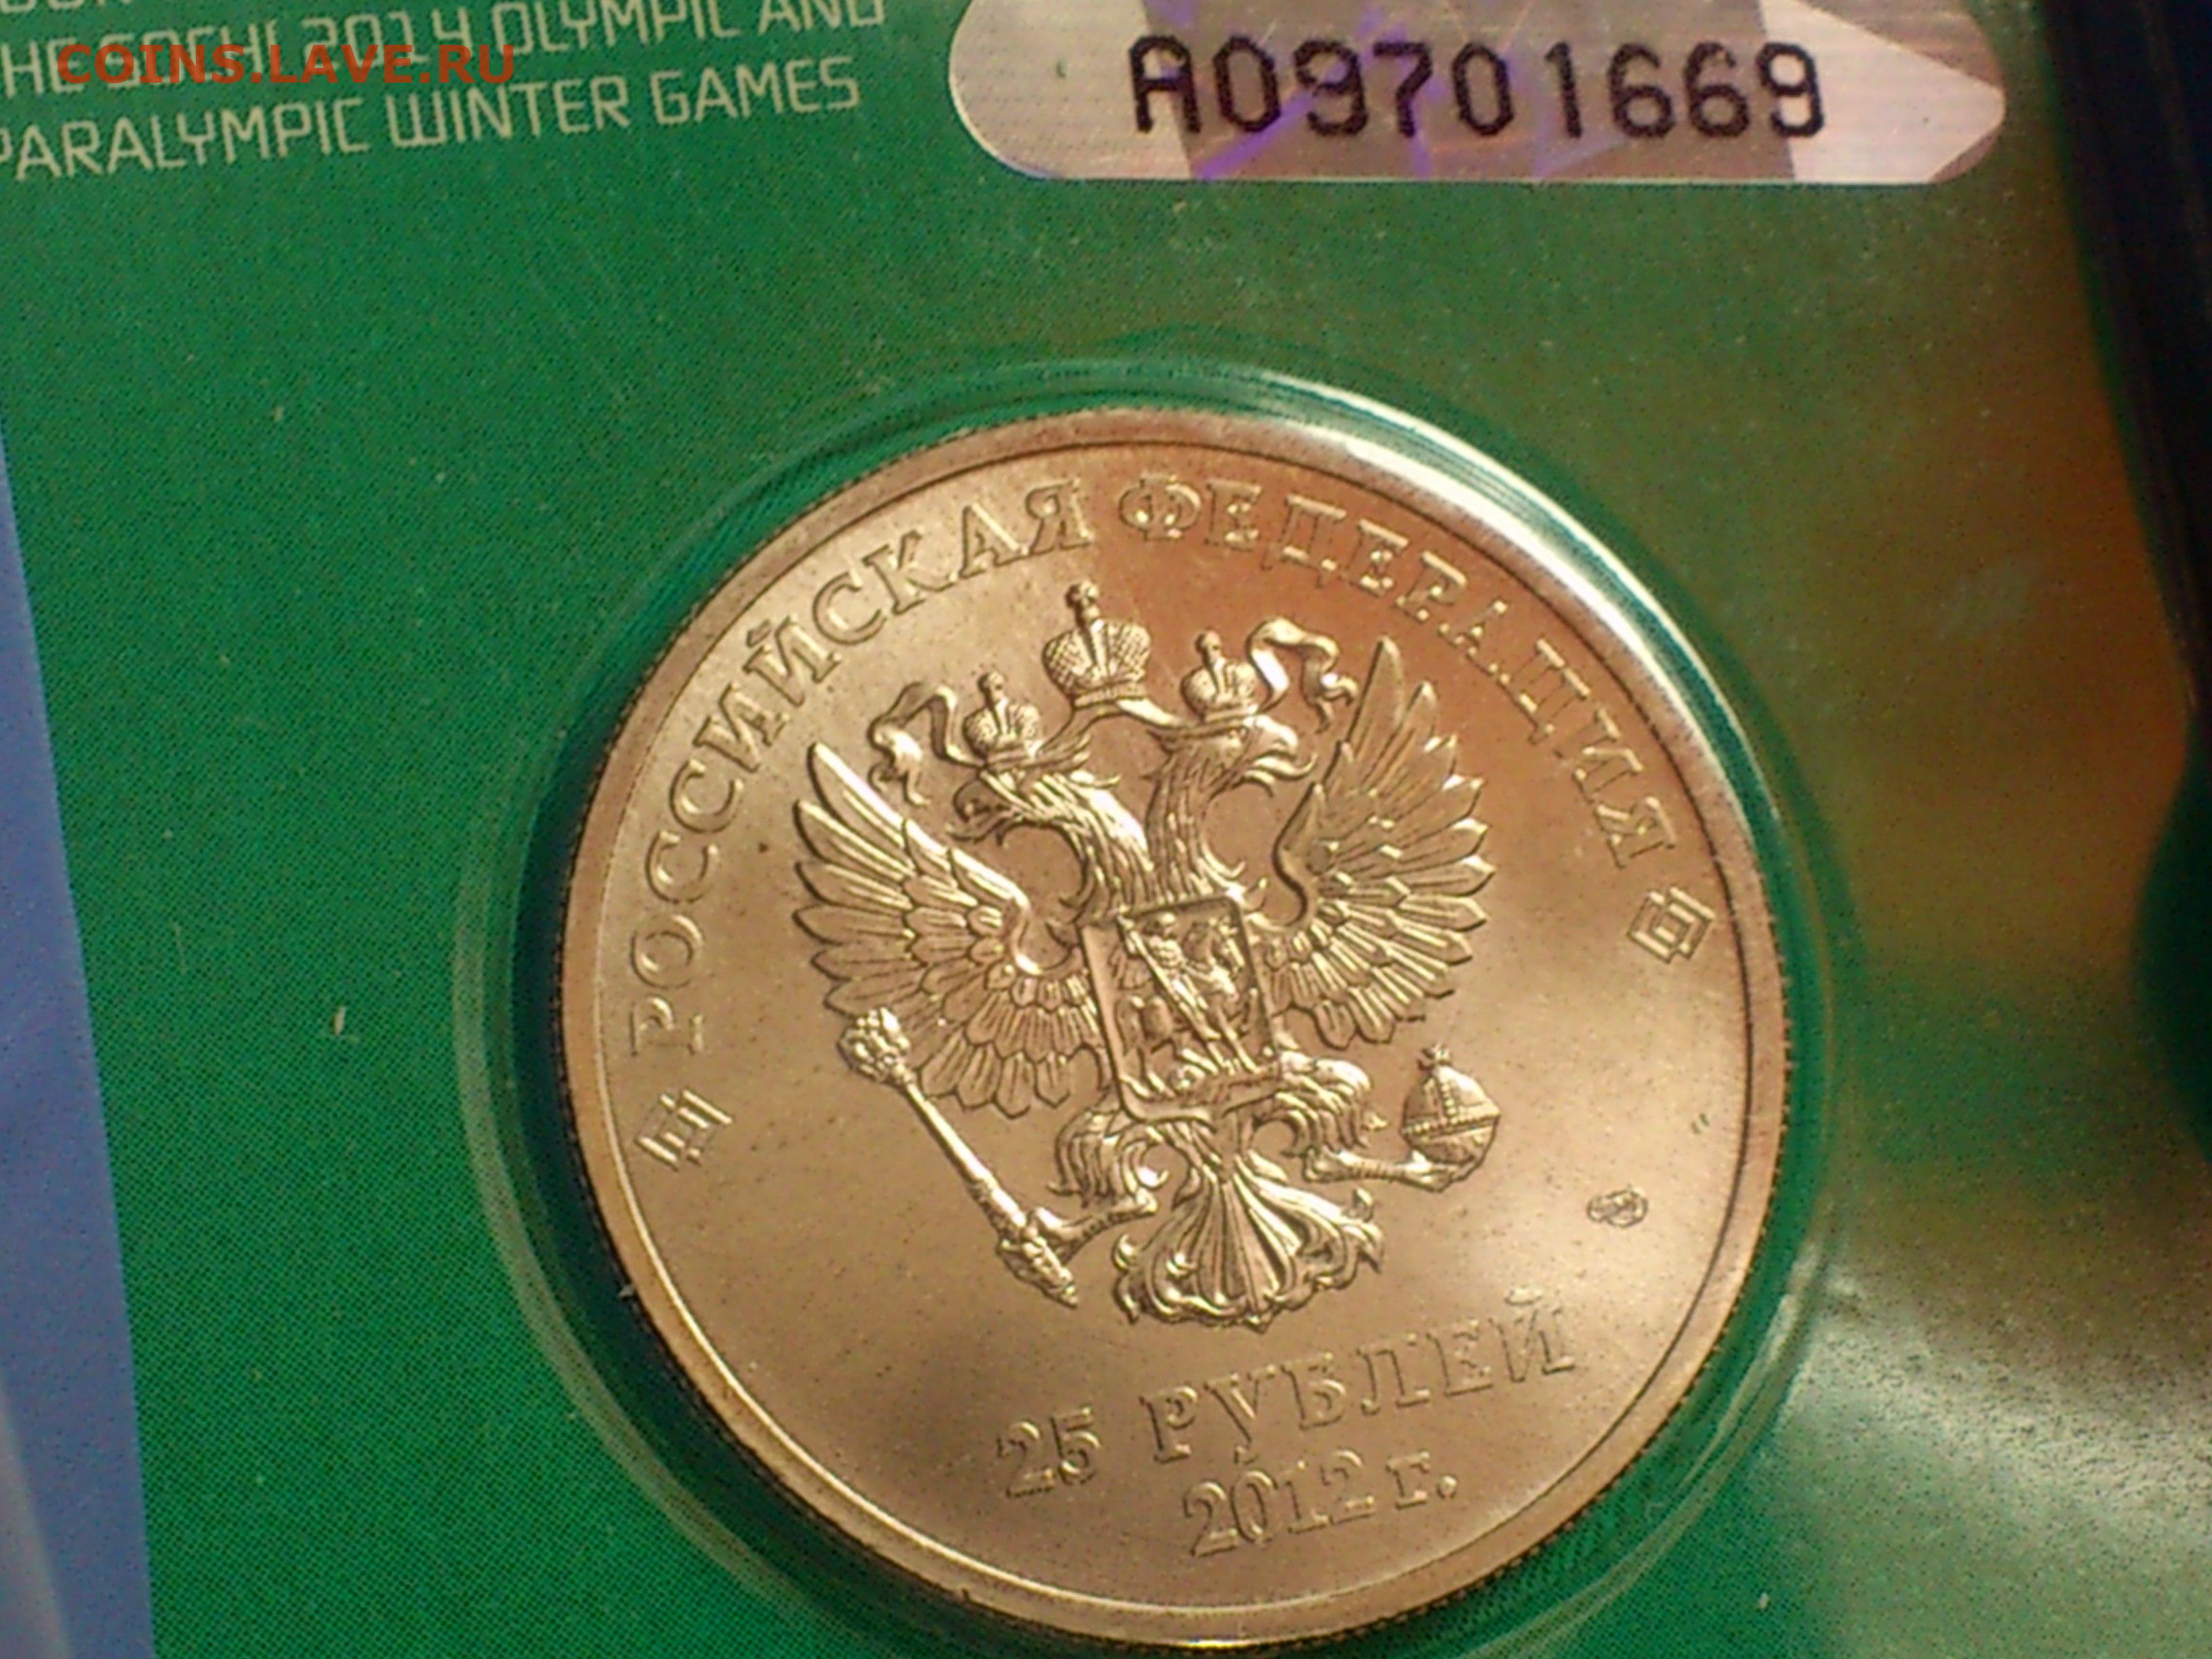 THE SOCHI 2014 OLYMPIC AND
PARALYMPIC WINTER GAMES
COINS.LAVE.RU
A09701669
РОССИЙСКАЯ ФЕДЕРАЦИЯ
25 РУБЛЕЙ
2012 г.